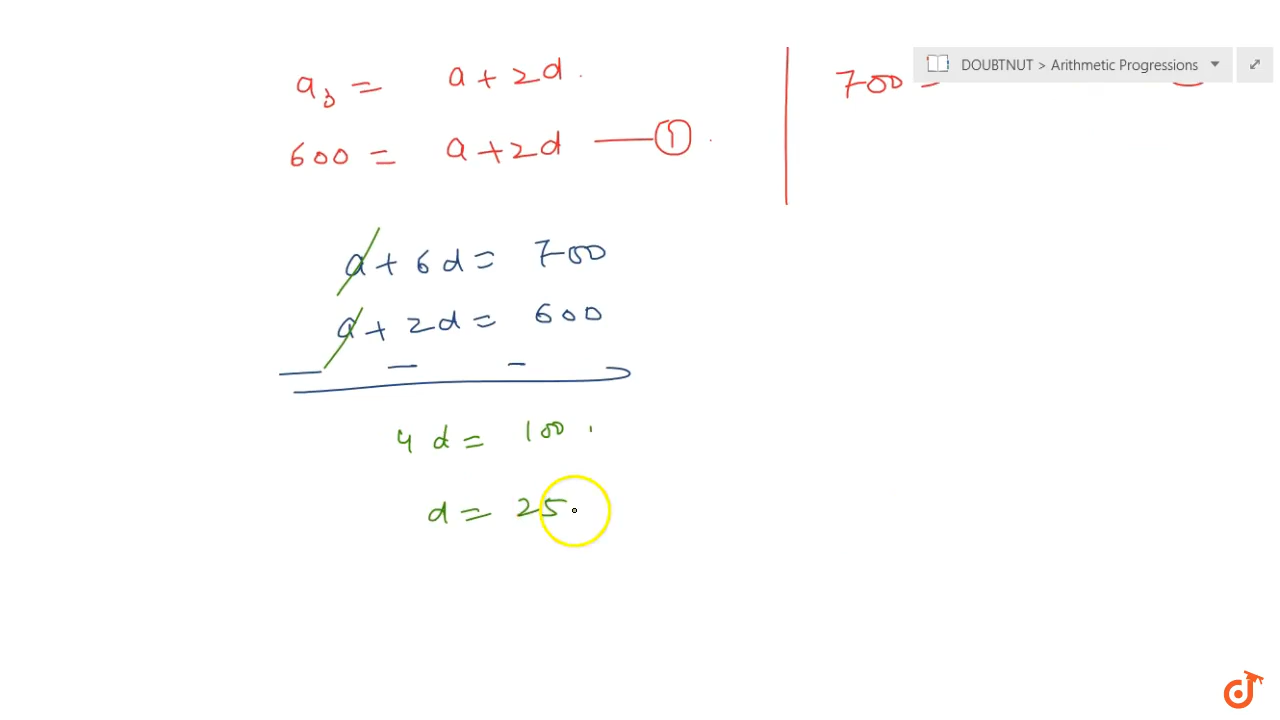 DOUBTNUT > Arithmetic Progressions
a₃ = a + 2d
700 =
600 = a + 2d — ①
a + 6d = 700
a + 2d = 600
— — -
4d = 100
d = 25